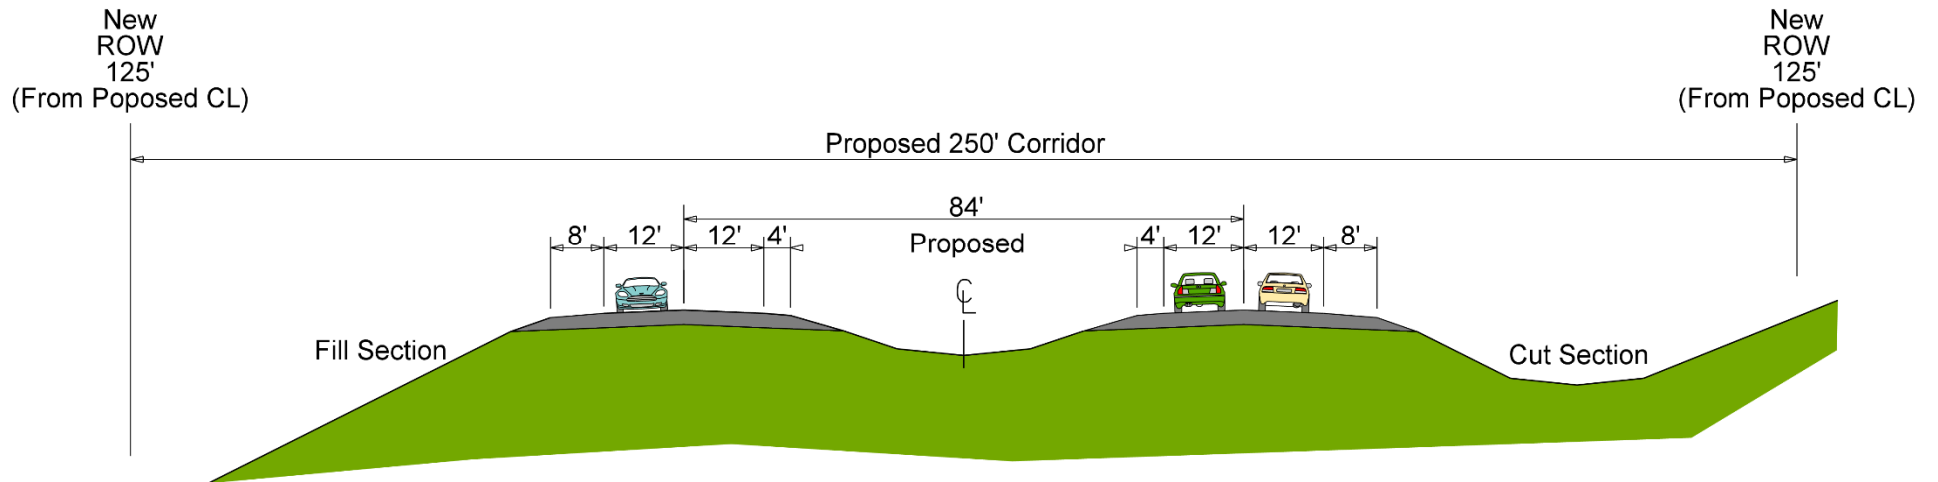 New
ROW
125'
(From Poposed CL)
New
ROW
125'
(From Poposed CL)
Proposed 250' Corridor
84'
8' 12' 12' 4'
Proposed
4' 12' 12' 8'
CL
Fill Section
Cut Section